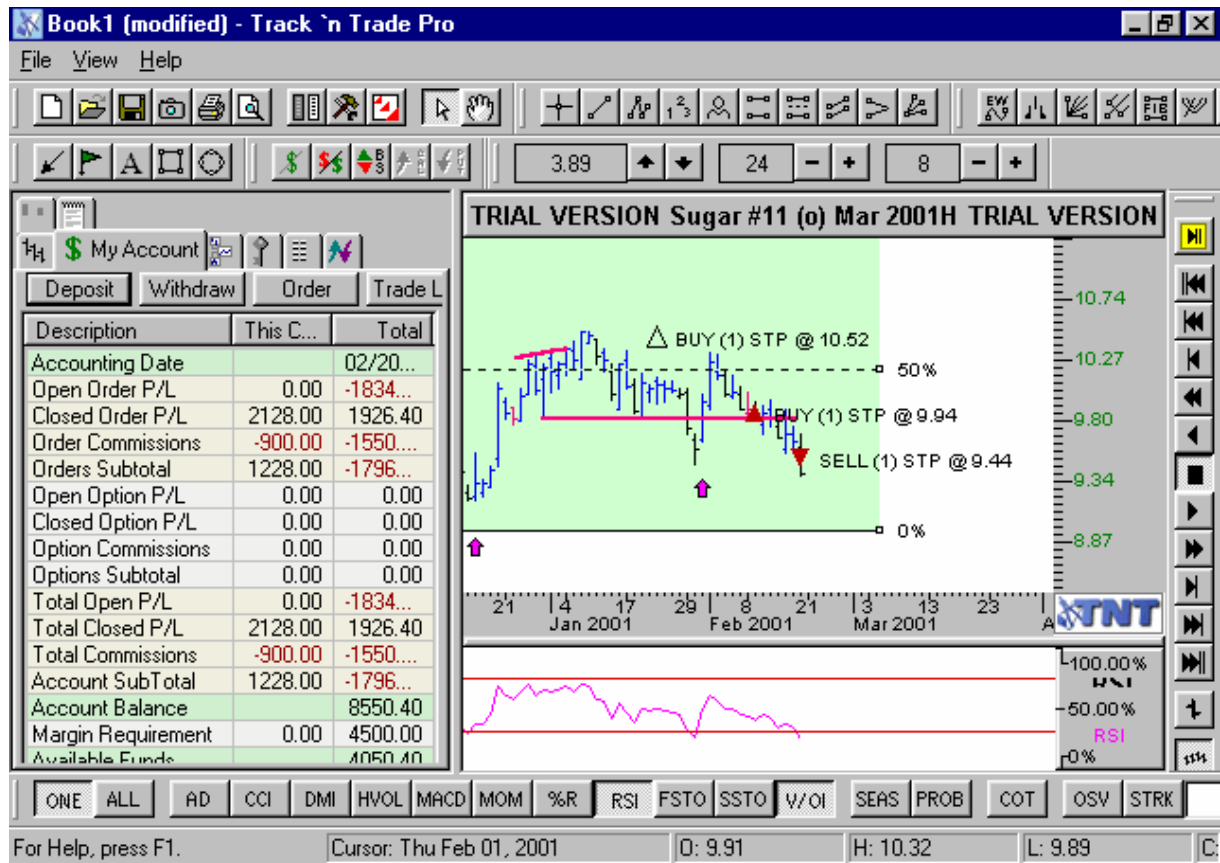 Book1 (modified) - Track `n Trade Pro
File View Help
3.89 24 8
My Account
Deposit Withdraw Order Trade L
Description This C... Total
Accounting Date 02/20...
Open Order P/L 0.00 -1834...
Closed Order P/L 2128.00 1926.40
Order Commissions -900.00 -1550....
Orders Subtotal 1228.00 -1796...
Open Option P/L 0.00 0.00
Closed Option P/L 0.00 0.00
Option Commissions 0.00 0.00
Options Subtotal 0.00 0.00
Total Open P/L 0.00 -1834...
Total Closed P/L 2128.00 1926.40
Total Commissions -900.00 -1550....
Account SubTotal 1228.00 -1796...
Account Balance 8550.40
Margin Requirement 0.00 4500.00
Available Funds 4050.40
TRIAL VERSION Sugar #11 (o) Mar 2001H TRIAL VERSION
BUY (1) STP @ 10.52
50%
BUY (1) STP @ 9.94
SELL (1) STP @ 9.44
0%
10.74
10.27
9.80
9.34
8.87
21 4 17 29 8 21 3 13 23
Jan 2001 Feb 2001 Mar 2001 A
TNT
100.00%
RSI
50.00%
RSI
0%
ONE ALL AD CCI DMI HVOL MACD MOM %R RSI FSTO SSTO V/OI SEAS PROB COT OSV STRK
For Help, press F1. Cursor: Thu Feb 01, 2001 O: 9.91 H: 10.32 L: 9.89 C: